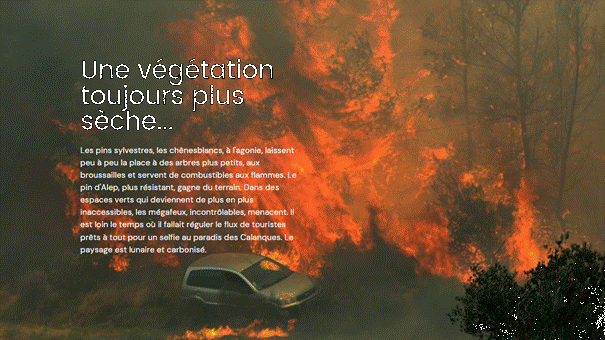 Une végétation
toujours plus
sèche...
Les pins sylvestres, les chênesblancs, à l'agonie, laissent
peu à peu la place à des arbres plus petits, aux
broussailles et servent de combustibles aux flammes. Le
pin d'Alep, plus résistant, gagne du terrain. Dans des
espaces verts qui deviennent de plus en plus
inaccessibles, les mégafeux, incontrôlables, menacent. Il
est loin le temps où il fallait réguler le flux de touristes
prêts à tout pour un selfie au paradis des Calanques. Le
paysage est lunaire et carbonisé.